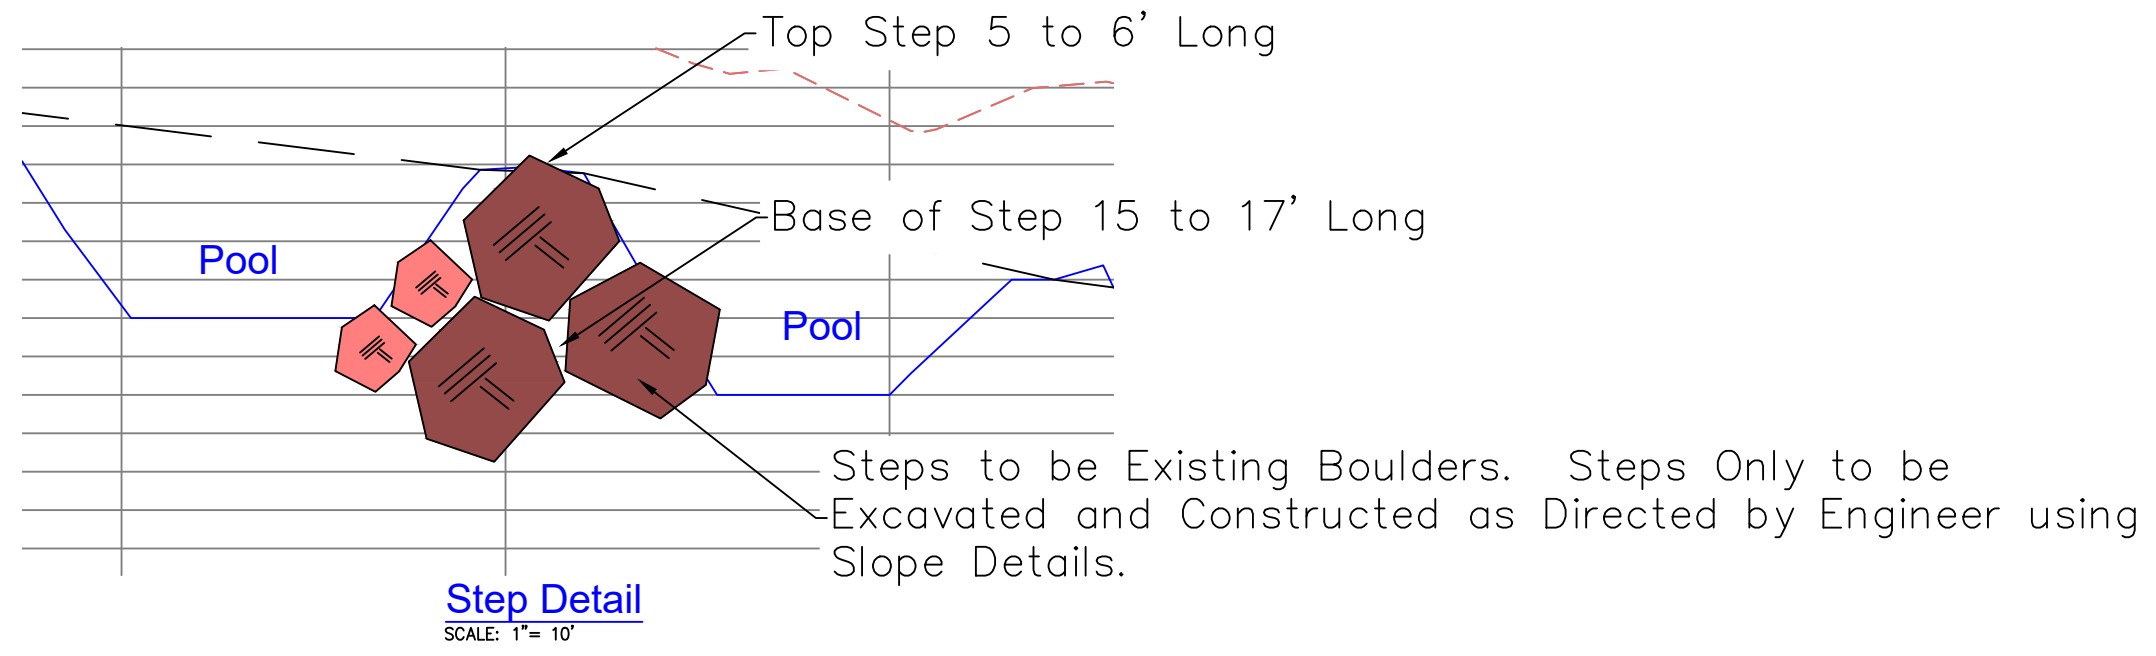 Top Step 5 to 6' Long
Base of Step 15 to 17' Long
Pool
Pool
Steps to be Existing Boulders.  Steps Only to be
Excavated and Constructed as Directed by Engineer using
Slope Details.
Step Detail
SCALE: 1"= 10'